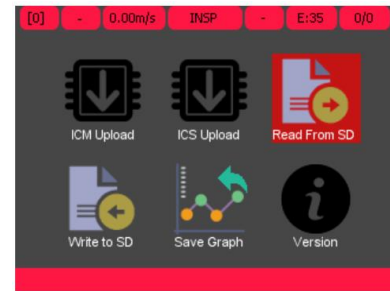 [0] - 0.00m/s INSP - E:35 0/0
ICM Upload ICS Upload Read From SD
Write to SD Save Graph Version